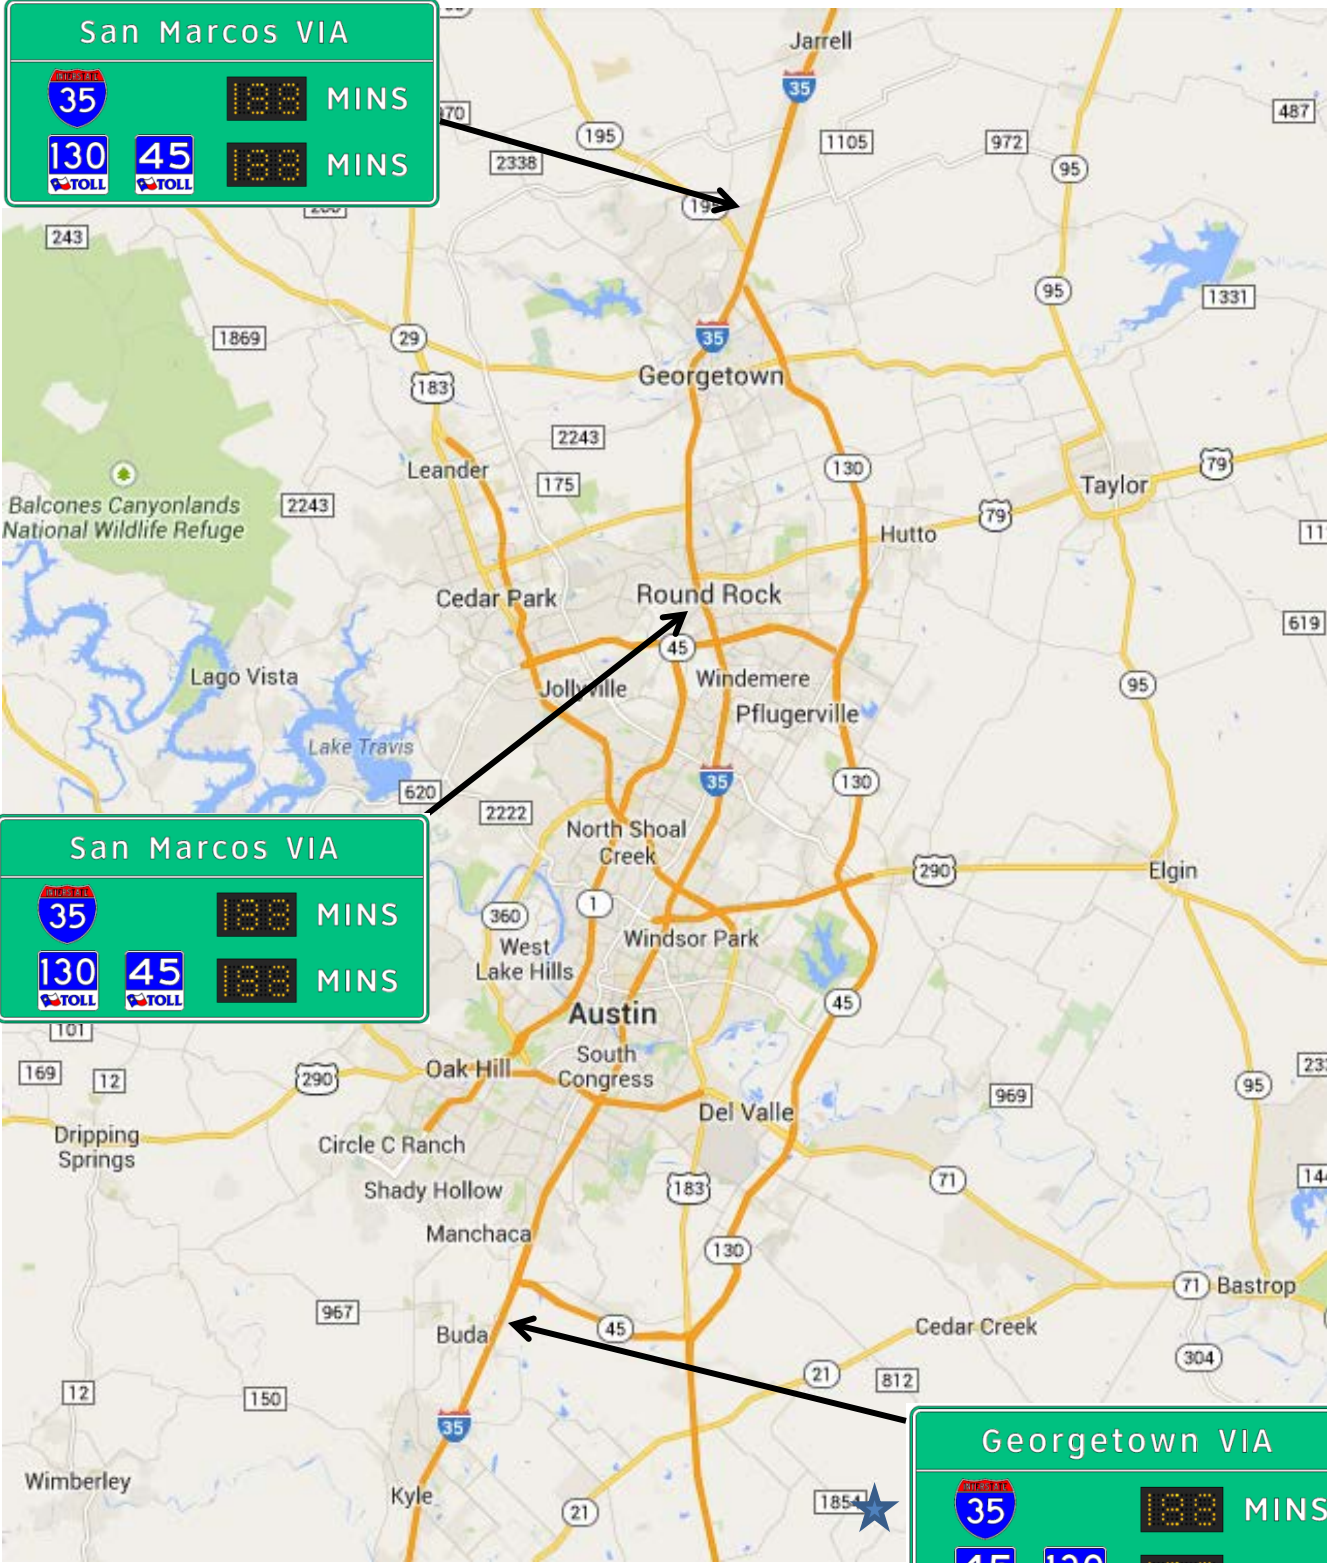 San Marcos VIA
35
188 MINS
130 TOLL
45 TOLL
188 MINS
Jarrell
35
195
2338
1105
972
487
95
195
243
95
1331
1869
29
183
35
Georgetown
2243
Leander
175
130
79
Taylor
Balcones Canyonlands
National Wildlife Refuge
2243
79
Hutto
11
Cedar Park
Round Rock
619
45
Lago Vista
Jollyville
Windemere
95
Pflugerville
Lake Travis
620
35
130
2222
San Marcos VIA
35
188 MINS
130 TOLL
45 TOLL
188 MINS
North Shoal
Creek
290
Elgin
360
1
West
Lake Hills
Windsor Park
45
Austin
101
169
12
290
Oak Hill
South
Congress
969
95
Del Valle
Dripping
Springs
Circle C Ranch
Shady Hollow
183
71
Manchaca
130
71
Bastrop
967
Buda
45
Cedar Creek
304
12
150
21
812
35
Wimberley
Kyle
21
1854
Georgetown VIA
35
188 MINS
45
130